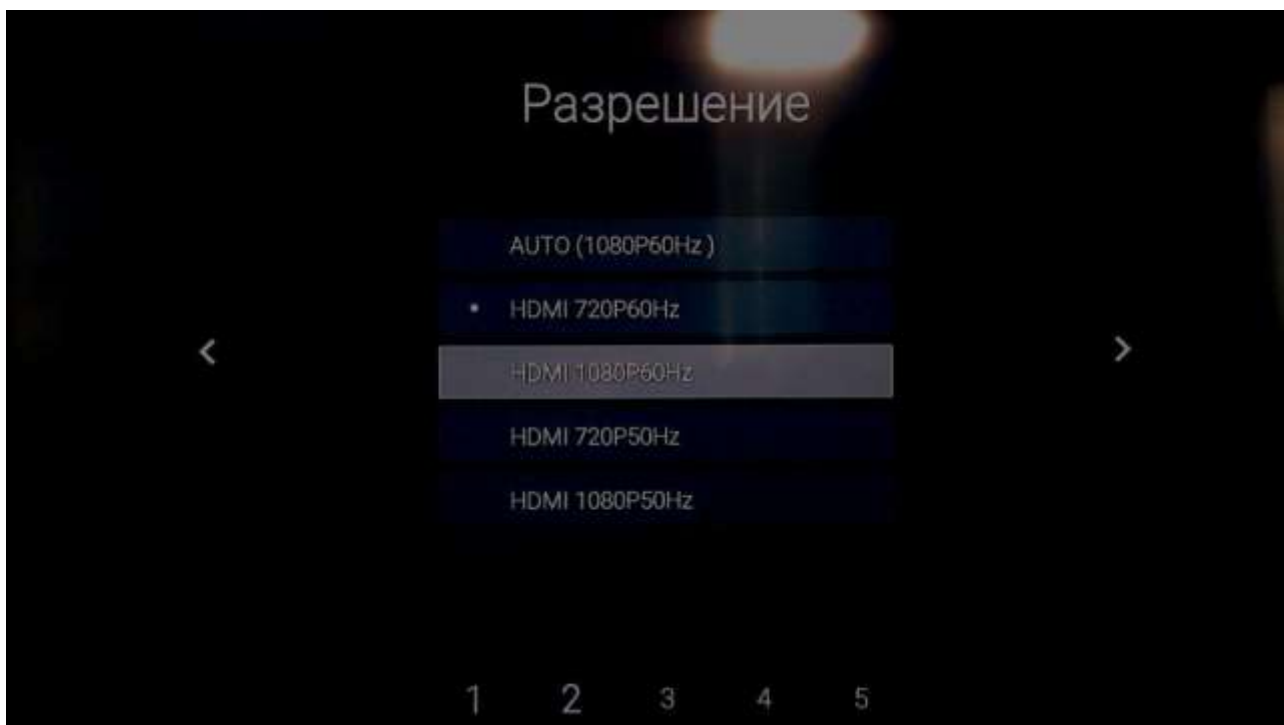 Разрешение
AUTO (1080P60Hz )
HDMI 720P60Hz
HDMI 1080P60Hz
HDMI 720P50Hz
HDMI 1080P50Hz
1 2 3 4 5